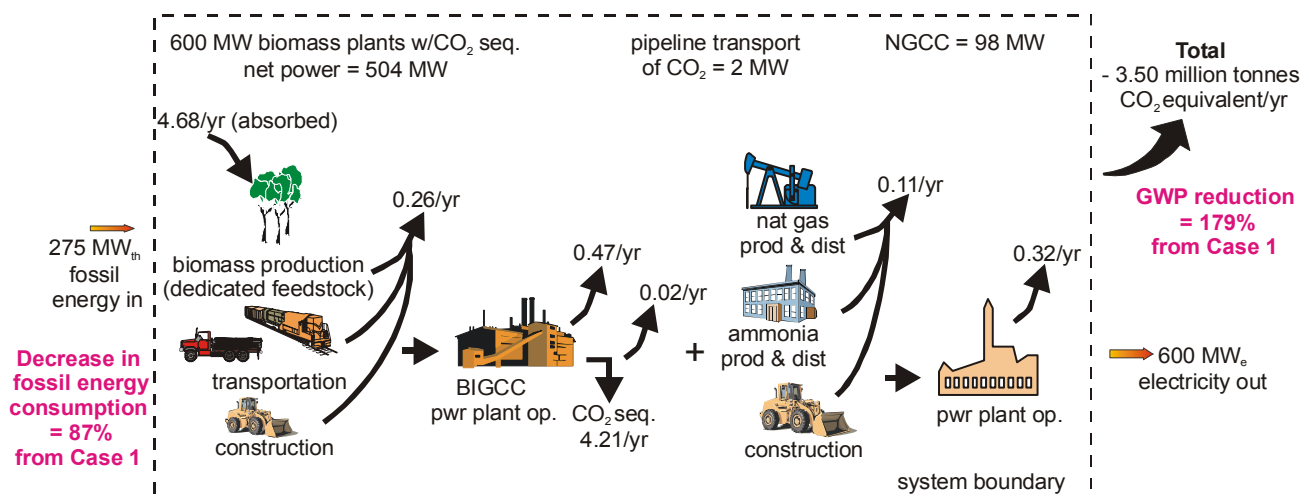 600 MW biomass plants w/CO₂ seq.
net power = 504 MW
pipeline transport
of CO₂ = 2 MW
NGCC = 98 MW
Total
- 3.50 million tonnes
CO₂ equivalent/yr
4.68/yr (absorbed)
0.26/yr
nat gas
prod & dist
0.11/yr
GWP reduction
= 179%
from Case 1
275 MWth
fossil
energy in
biomass production
(dedicated feedstock)
0.47/yr
0.02/yr
0.32/yr
ammonia
prod & dist
+
Decrease in
fossil energy
consumption
= 87%
from Case 1
transportation
construction
BIGCC
pwr plant op.
CO₂ seq.
4.21/yr
construction
pwr plant op.
600 MWe
electricity out
system boundary